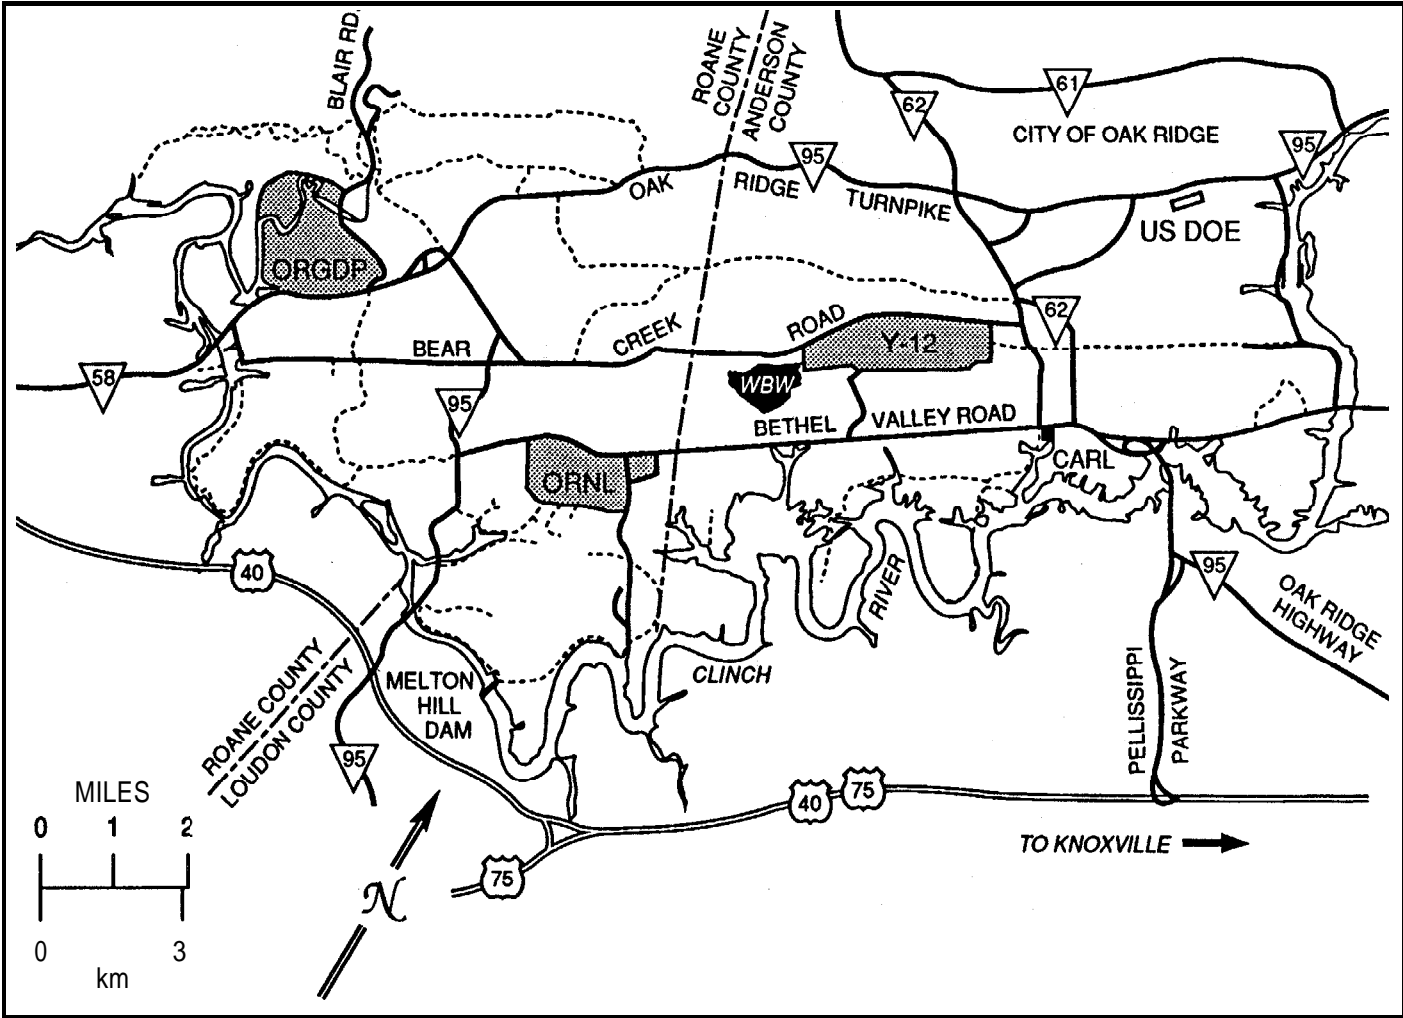 BLAIR RD.
ROANE
COUNTY
ANDERSON
COUNTY
62
61
CITY OF OAK RIDGE
95
95
OAK RIDGE TURNPIKE
US DOE
ORGDP
62
BEAR CREEK ROAD
Y-12
58
95
WBW
BETHEL VALLEY ROAD
ORNL
CARL
40
95
RIVER
OAK RIDGE
HIGHWAY
CLINCH
ROANE COUNTY
LOUDON COUNTY
MELTON
HILL
DAM
PELLISSIPPI
PARKWAY
95
MILES
0 1 2
40
75
TO KNOXVILLE
75
N
0 3
km